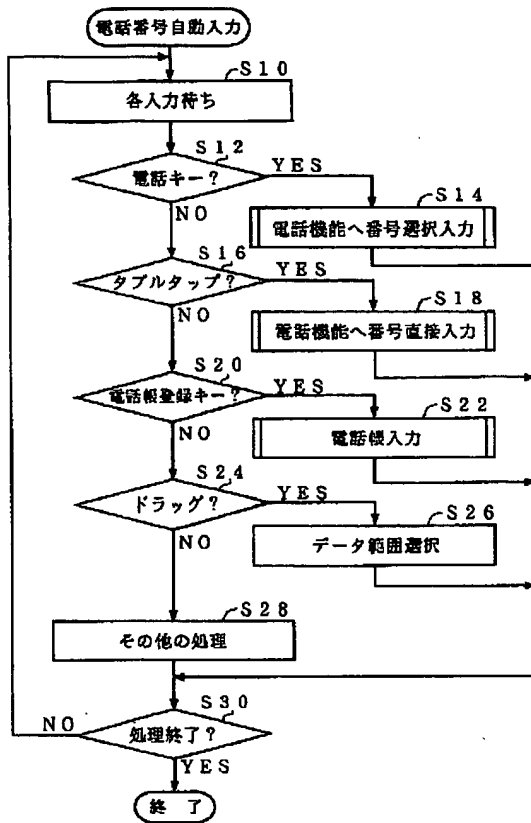 電話番号自動入力
S10
各入力待ち
S12
電話キー?
YES
NO
S14
電話機能へ番号選択入力
S16
タブルタップ?
YES
NO
S18
電話機能へ番号直接入力
S20
電話帳登録キー?
YES
NO
S22
電話帳入力
S24
ドラッグ?
YES
NO
S26
データ範囲選択
S28
その他の処理
S30
処理終了?
NO
YES
終 了